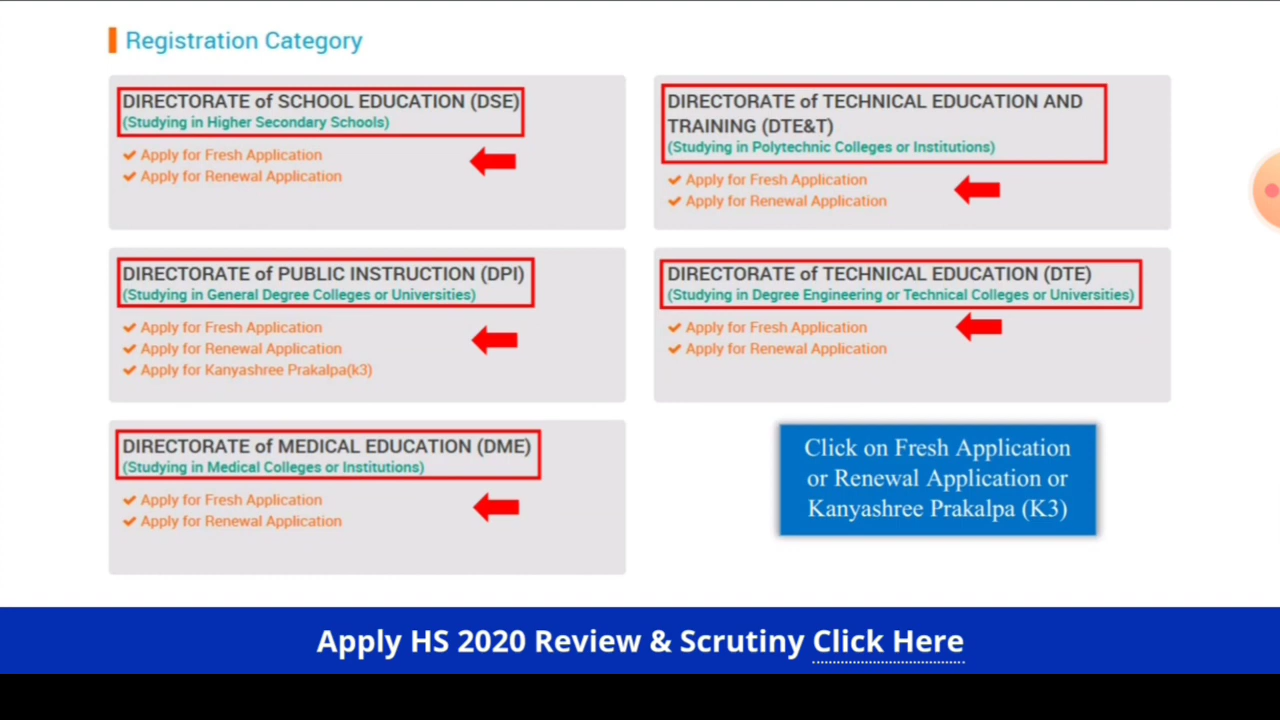 Registration Category
DIRECTORATE of SCHOOL EDUCATION (DSE)
(Studying in Higher Secondary Schools)
Apply for Fresh Application
Apply for Renewal Application
DIRECTORATE of TECHNICAL EDUCATION AND
TRAINING (DTE&T)
(Studying in Polytechnic Colleges or Institutions)
Apply for Fresh Application
Apply for Renewal Application
DIRECTORATE of PUBLIC INSTRUCTION (DPI)
(Studying in General Degree Colleges or Universities)
Apply for Fresh Application
Apply for Renewal Application
Apply for Kanyashree Prakalpa(k3)
DIRECTORATE of TECHNICAL EDUCATION (DTE)
(Studying in Degree Engineering or Technical Colleges or Universities)
Apply for Fresh Application
Apply for Renewal Application
DIRECTORATE of MEDICAL EDUCATION (DME)
(Studying in Medical Colleges or Institutions)
Apply for Fresh Application
Apply for Renewal Application
Click on Fresh Application
or Renewal Application or
Kanyashree Prakalpa (K3)
Apply HS 2020 Review & Scrutiny Click Here